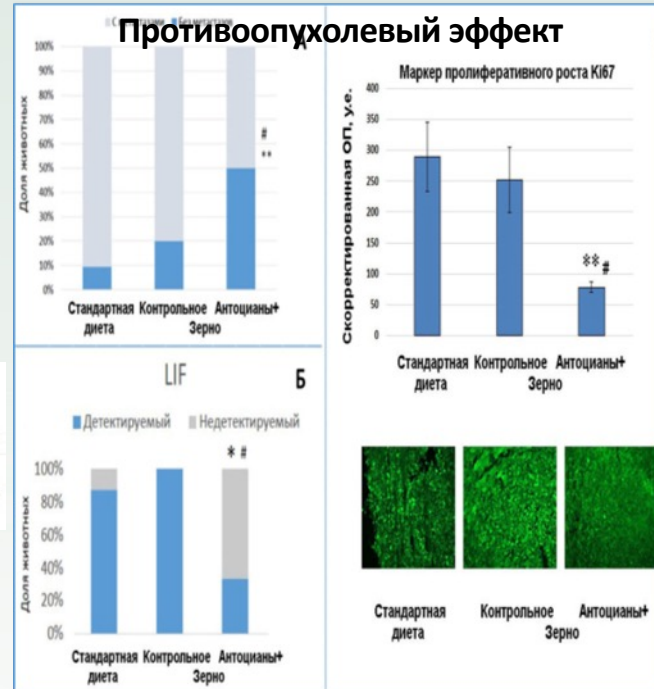 Противоопухолевый эффект
Без метастазов
А
100%
90%
80%
70%
60%
50%
40%
30%
20%
10%
0%
Доля животных
#
**
Стандартная диета
Контрольное Зерно
Антоцианы+
LIF
Б
Детектируемый
Недетектируемый
100%
80%
60%
40%
20%
0%
Доля животных
* #
Стандартная диета
Контрольное Зерно
Антоцианы+
Маркер пролиферативного роста Ki67
400
350
300
250
200
150
100
50
0
Скорректированная ОП, у.е.
**
#
Стандартная диета
Контрольное Зерно
Антоцианы+
Стандартная диета
Контрольное Зерно
Антоцианы+